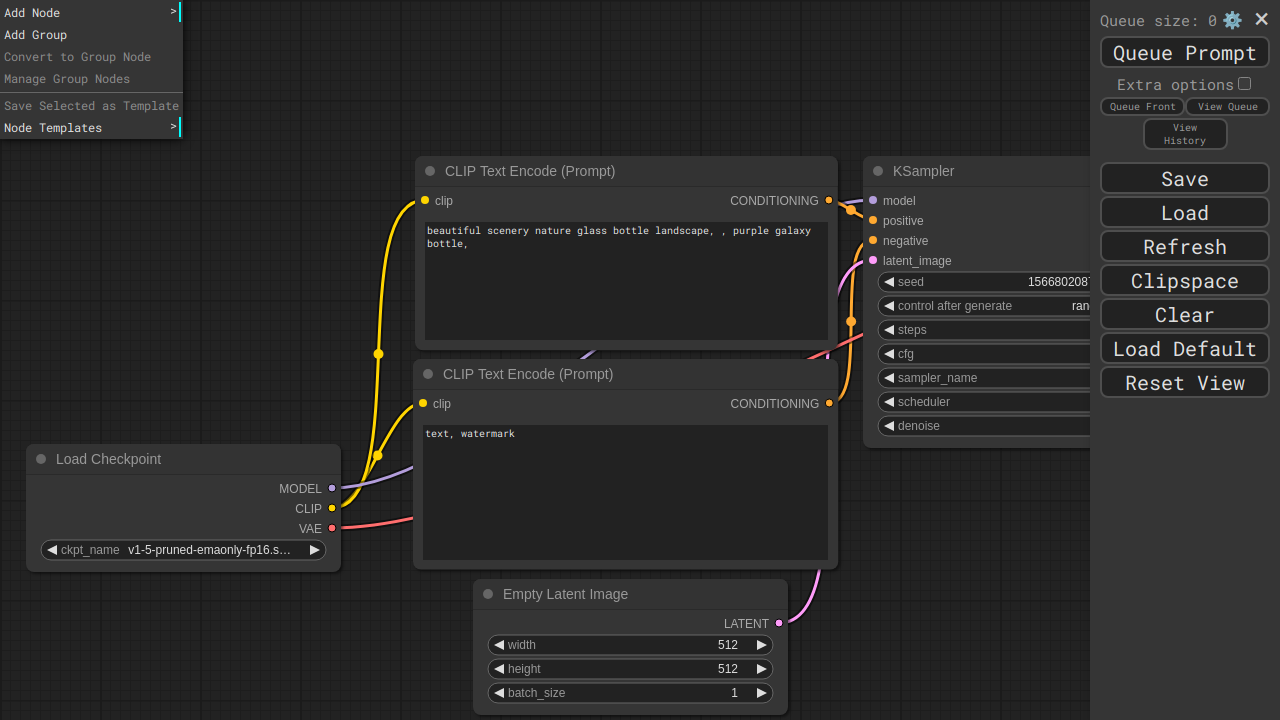 Add Node >
Add Group
Convert to Group Node
Manage Group Nodes
Save Selected as Template
Node Templates >
CLIP Text Encode (Prompt)
clip CONDITIONING
beautiful scenery nature glass bottle landscape, , purple galaxy
bottle,
CLIP Text Encode (Prompt)
clip CONDITIONING
text, watermark
Load Checkpoint
MODEL
CLIP
VAE
ckpt_name v1-5-pruned-emaonly-fp16.s...
Empty Latent Image
LATENT
width 512
height 512
batch_size 1
KSampler
model
positive
negative
latent_image
seed 156680208
control after generate ran
steps
cfg
sampler_name
scheduler
denoise
Queue size: 0
Queue Prompt
Extra options
Queue Front View Queue
View
History
Save
Load
Refresh
Clipspace
Clear
Load Default
Reset View